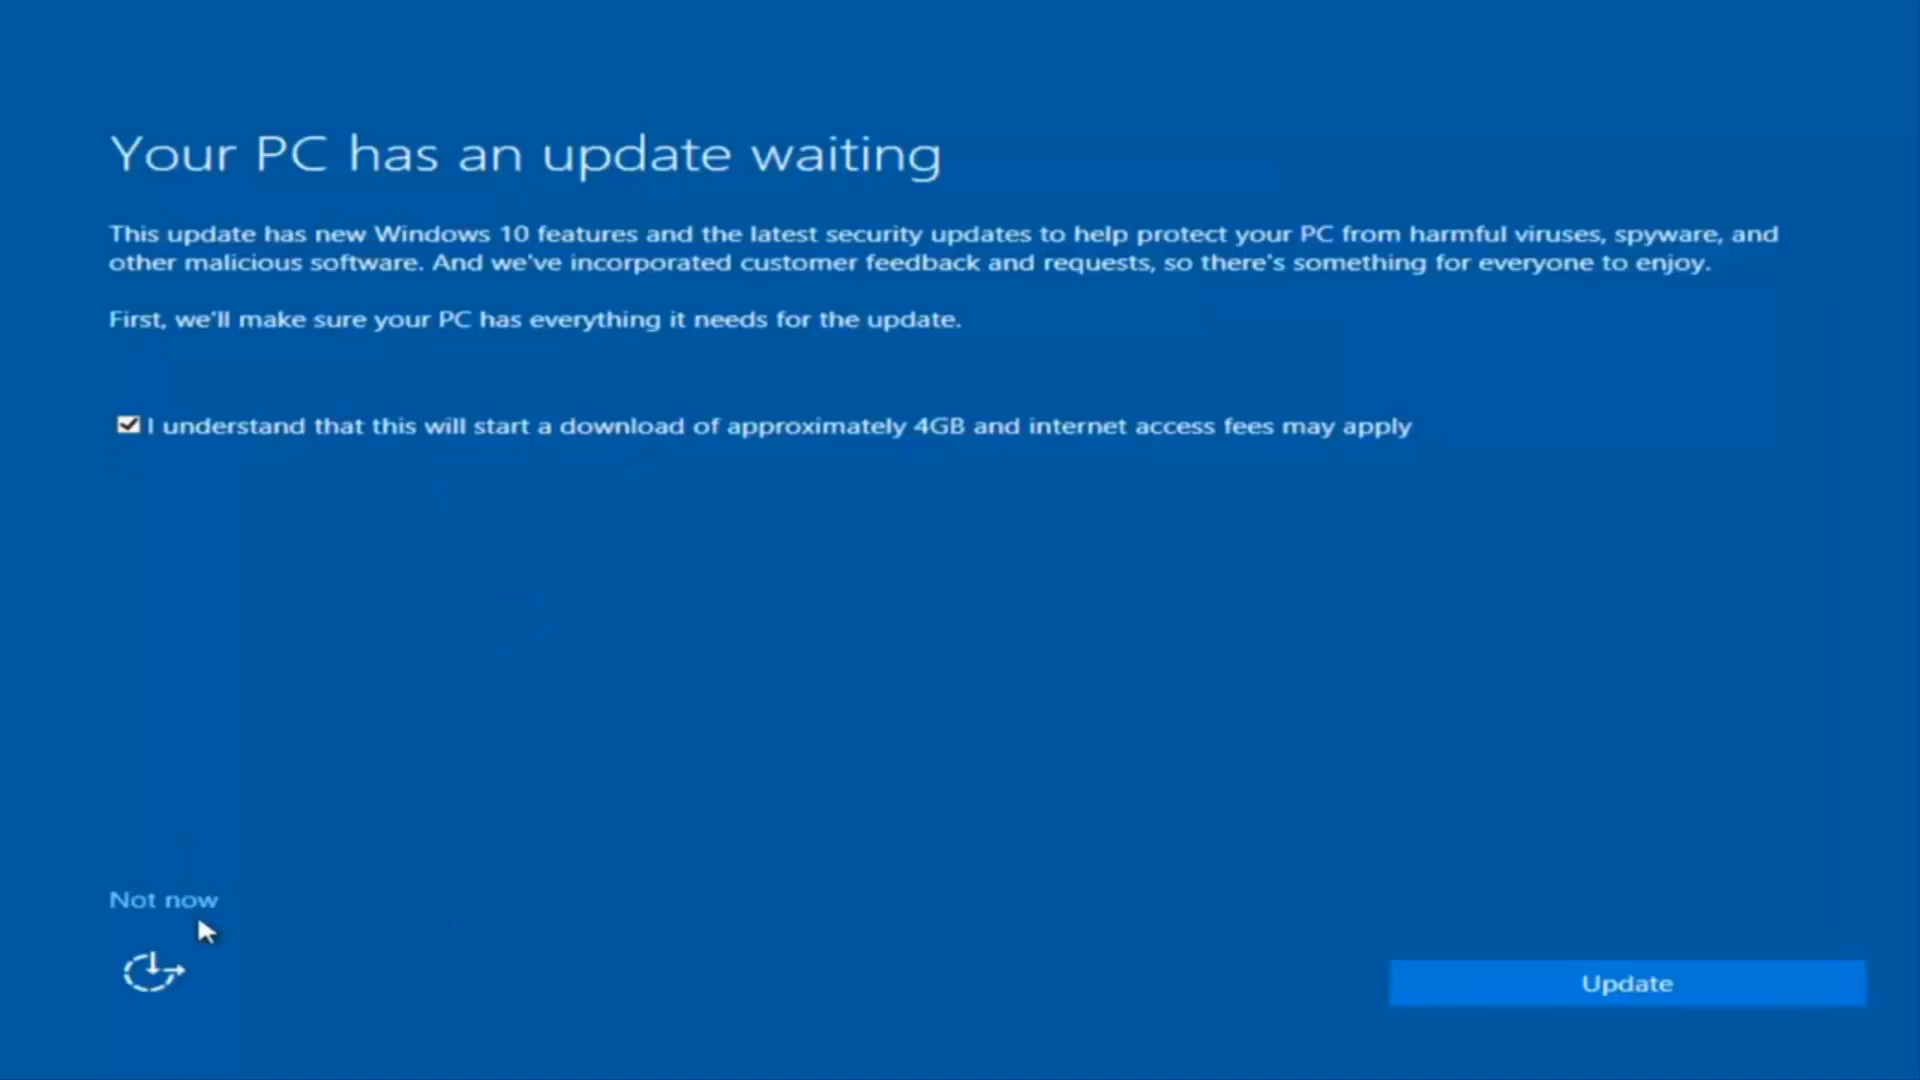 Your PC has an update waiting
This update has new Windows 10 features and the latest security updates to help protect your PC from harmful viruses, spyware, and
other malicious software. And we've incorporated customer feedback and requests, so there's something for everyone to enjoy.
First, we'll make sure your PC has everything it needs for the update.
I understand that this will start a download of approximately 4GB and internet access fees may apply
Not now
Update